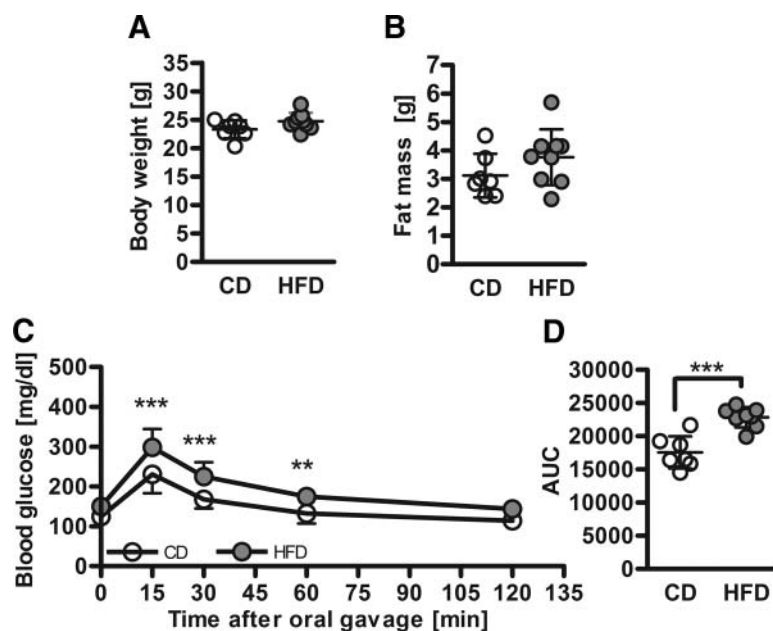 A
B
Body weight [g]
35
30
25
20
15
10
5
0
CD HFD
Fat mass [g]
7
6
5
4
3
2
1
0
CD HFD
C
D
Blood glucose [mg/dl]
500
400
300
200
100
0
***
***
**
CD HFD
0 15 30 45 60 75 90 105 120 135
Time after oral gavage [min]
AUC
30000
25000
20000
15000
10000
5000
0
***
CD HFD